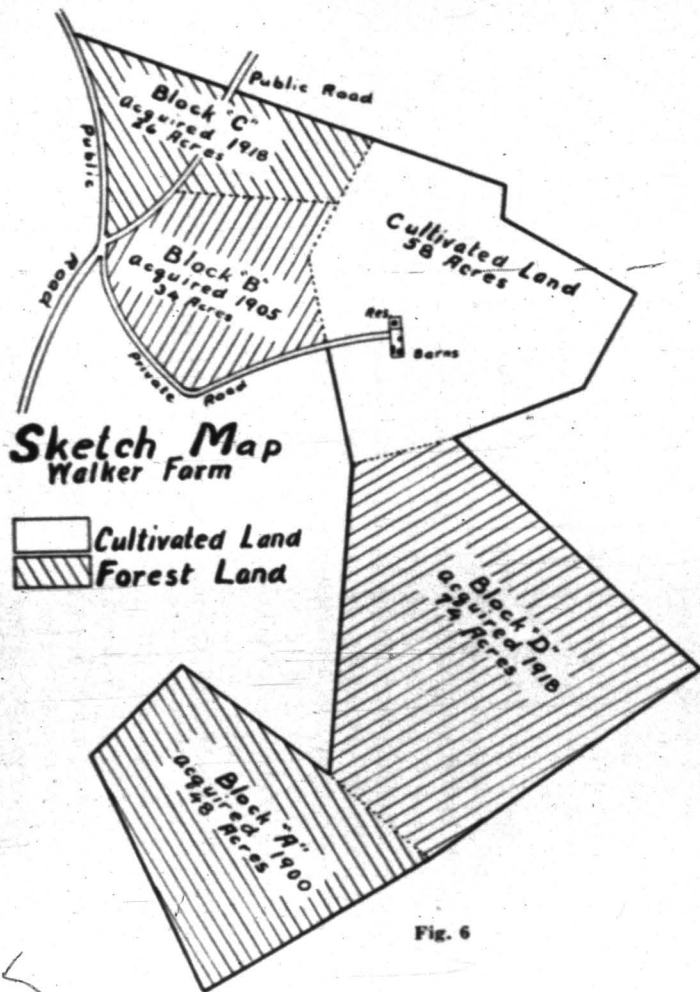 Public Road
Block "C"
acquired 1918
26 Acres
Public
Road
Block "B"
acquired 1905
34 Acres
Cultivated Land
58 Acres
Res.
Barns
Private Road
Sketch Map
Walker Farm
Cultivated Land
Forest Land
Block "D"
acquired 1918
74 Acres
Block "A"
acquired 1900
48 Acres
Fig. 6